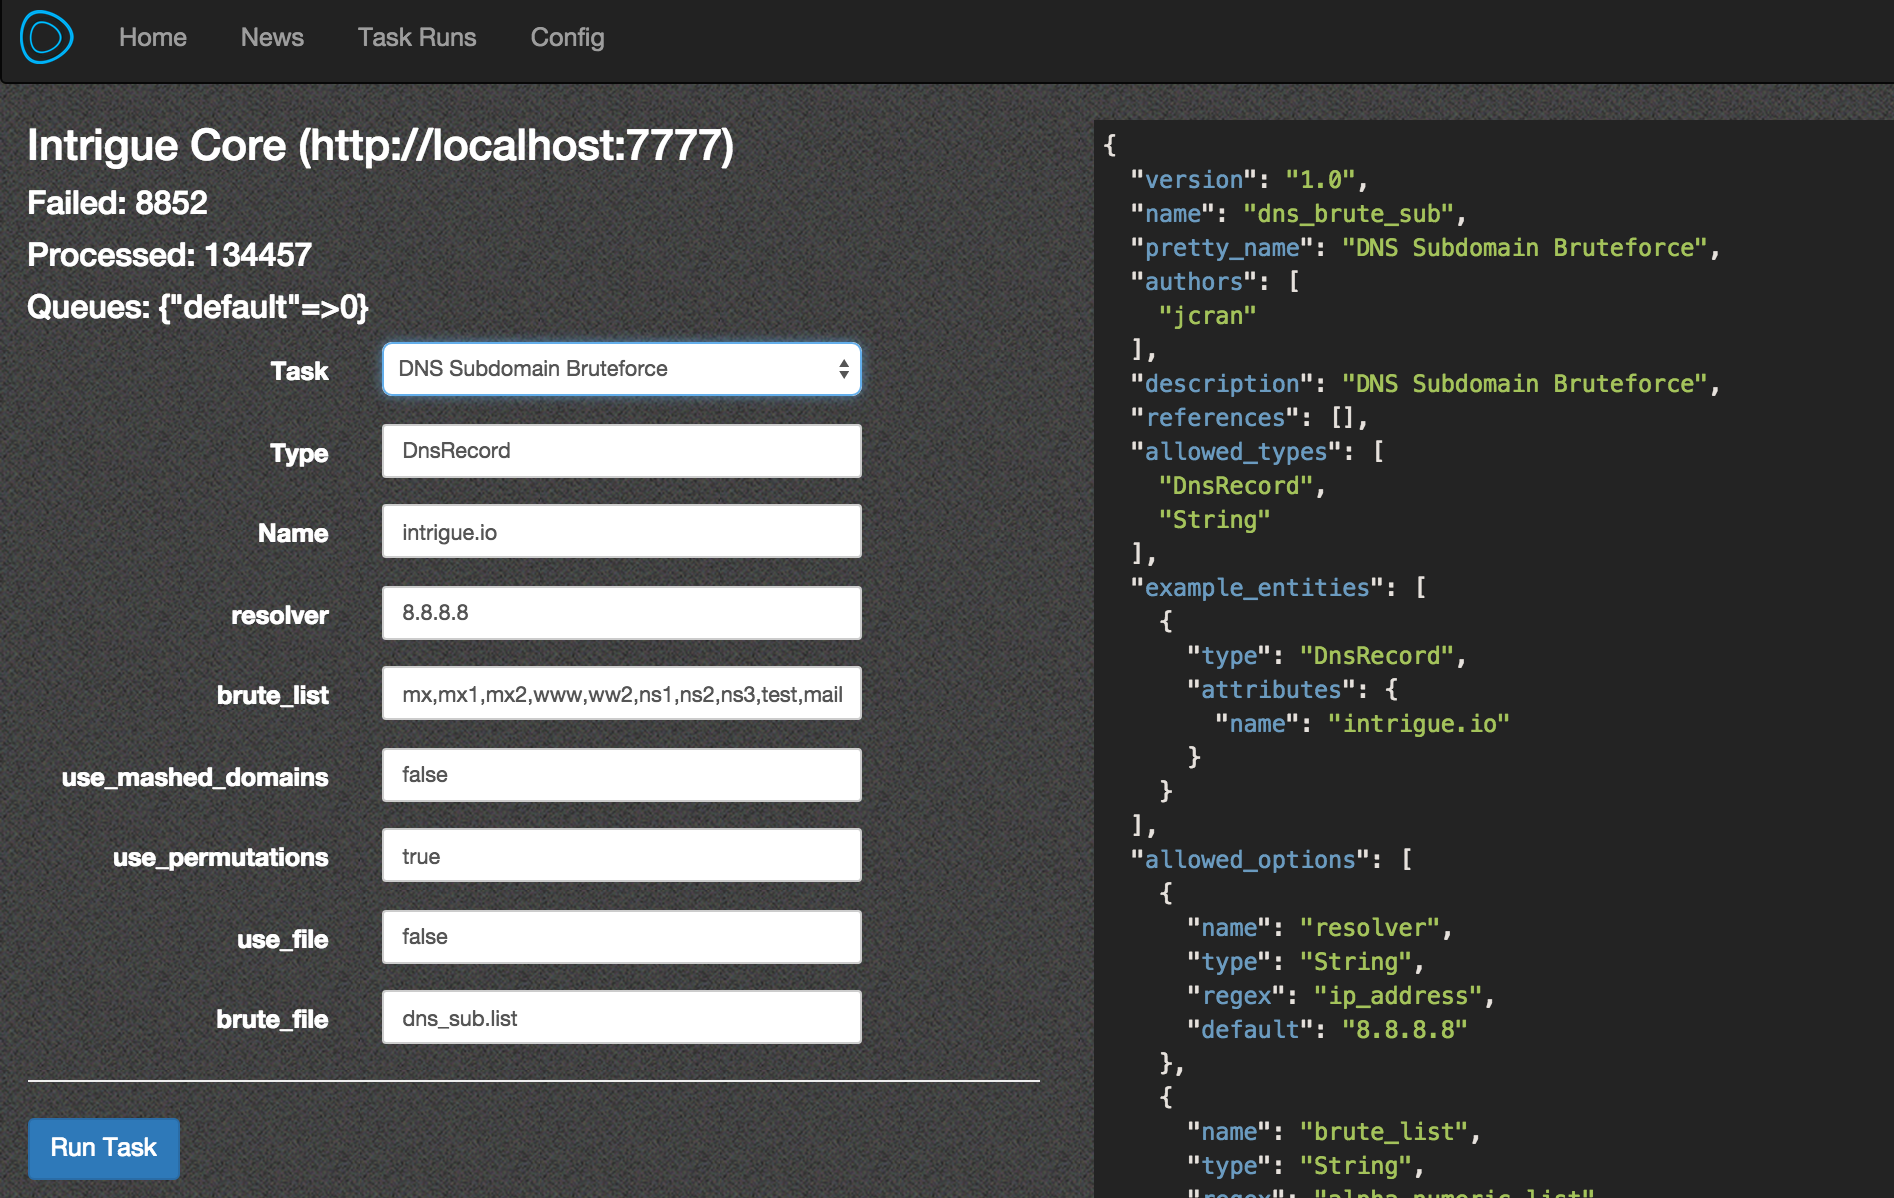 Home News Task Runs Config
Intrigue Core (http://localhost:7777)
Failed: 8852
Processed: 134457
Queues: {"default"=>0}
Task DNS Subdomain Bruteforce
Type DnsRecord
Name intrigue.io
resolver 8.8.8.8
brute_list mx,mx1,mx2,www,ww2,ns1,ns2,ns3,test,mail
use_mashed_domains false
use_permutations true
use_file false
brute_file dns_sub.list
Run Task
{
"version": "1.0",
"name": "dns_brute_sub",
"pretty_name": "DNS Subdomain Bruteforce",
"authors": [
"jcran"
],
"description": "DNS Subdomain Bruteforce",
"references": [],
"allowed_types": [
"DnsRecord",
"String"
],
"example_entities": [
{
"type": "DnsRecord",
"attributes": {
"name": "intrigue.io"
}
}
],
"allowed_options": [
{
"name": "resolver",
"type": "String",
"regex": "ip_address",
"default": "8.8.8.8"
},
{
"name": "brute_list",
"type": "String",
"regex": "alpha_numeric_list"